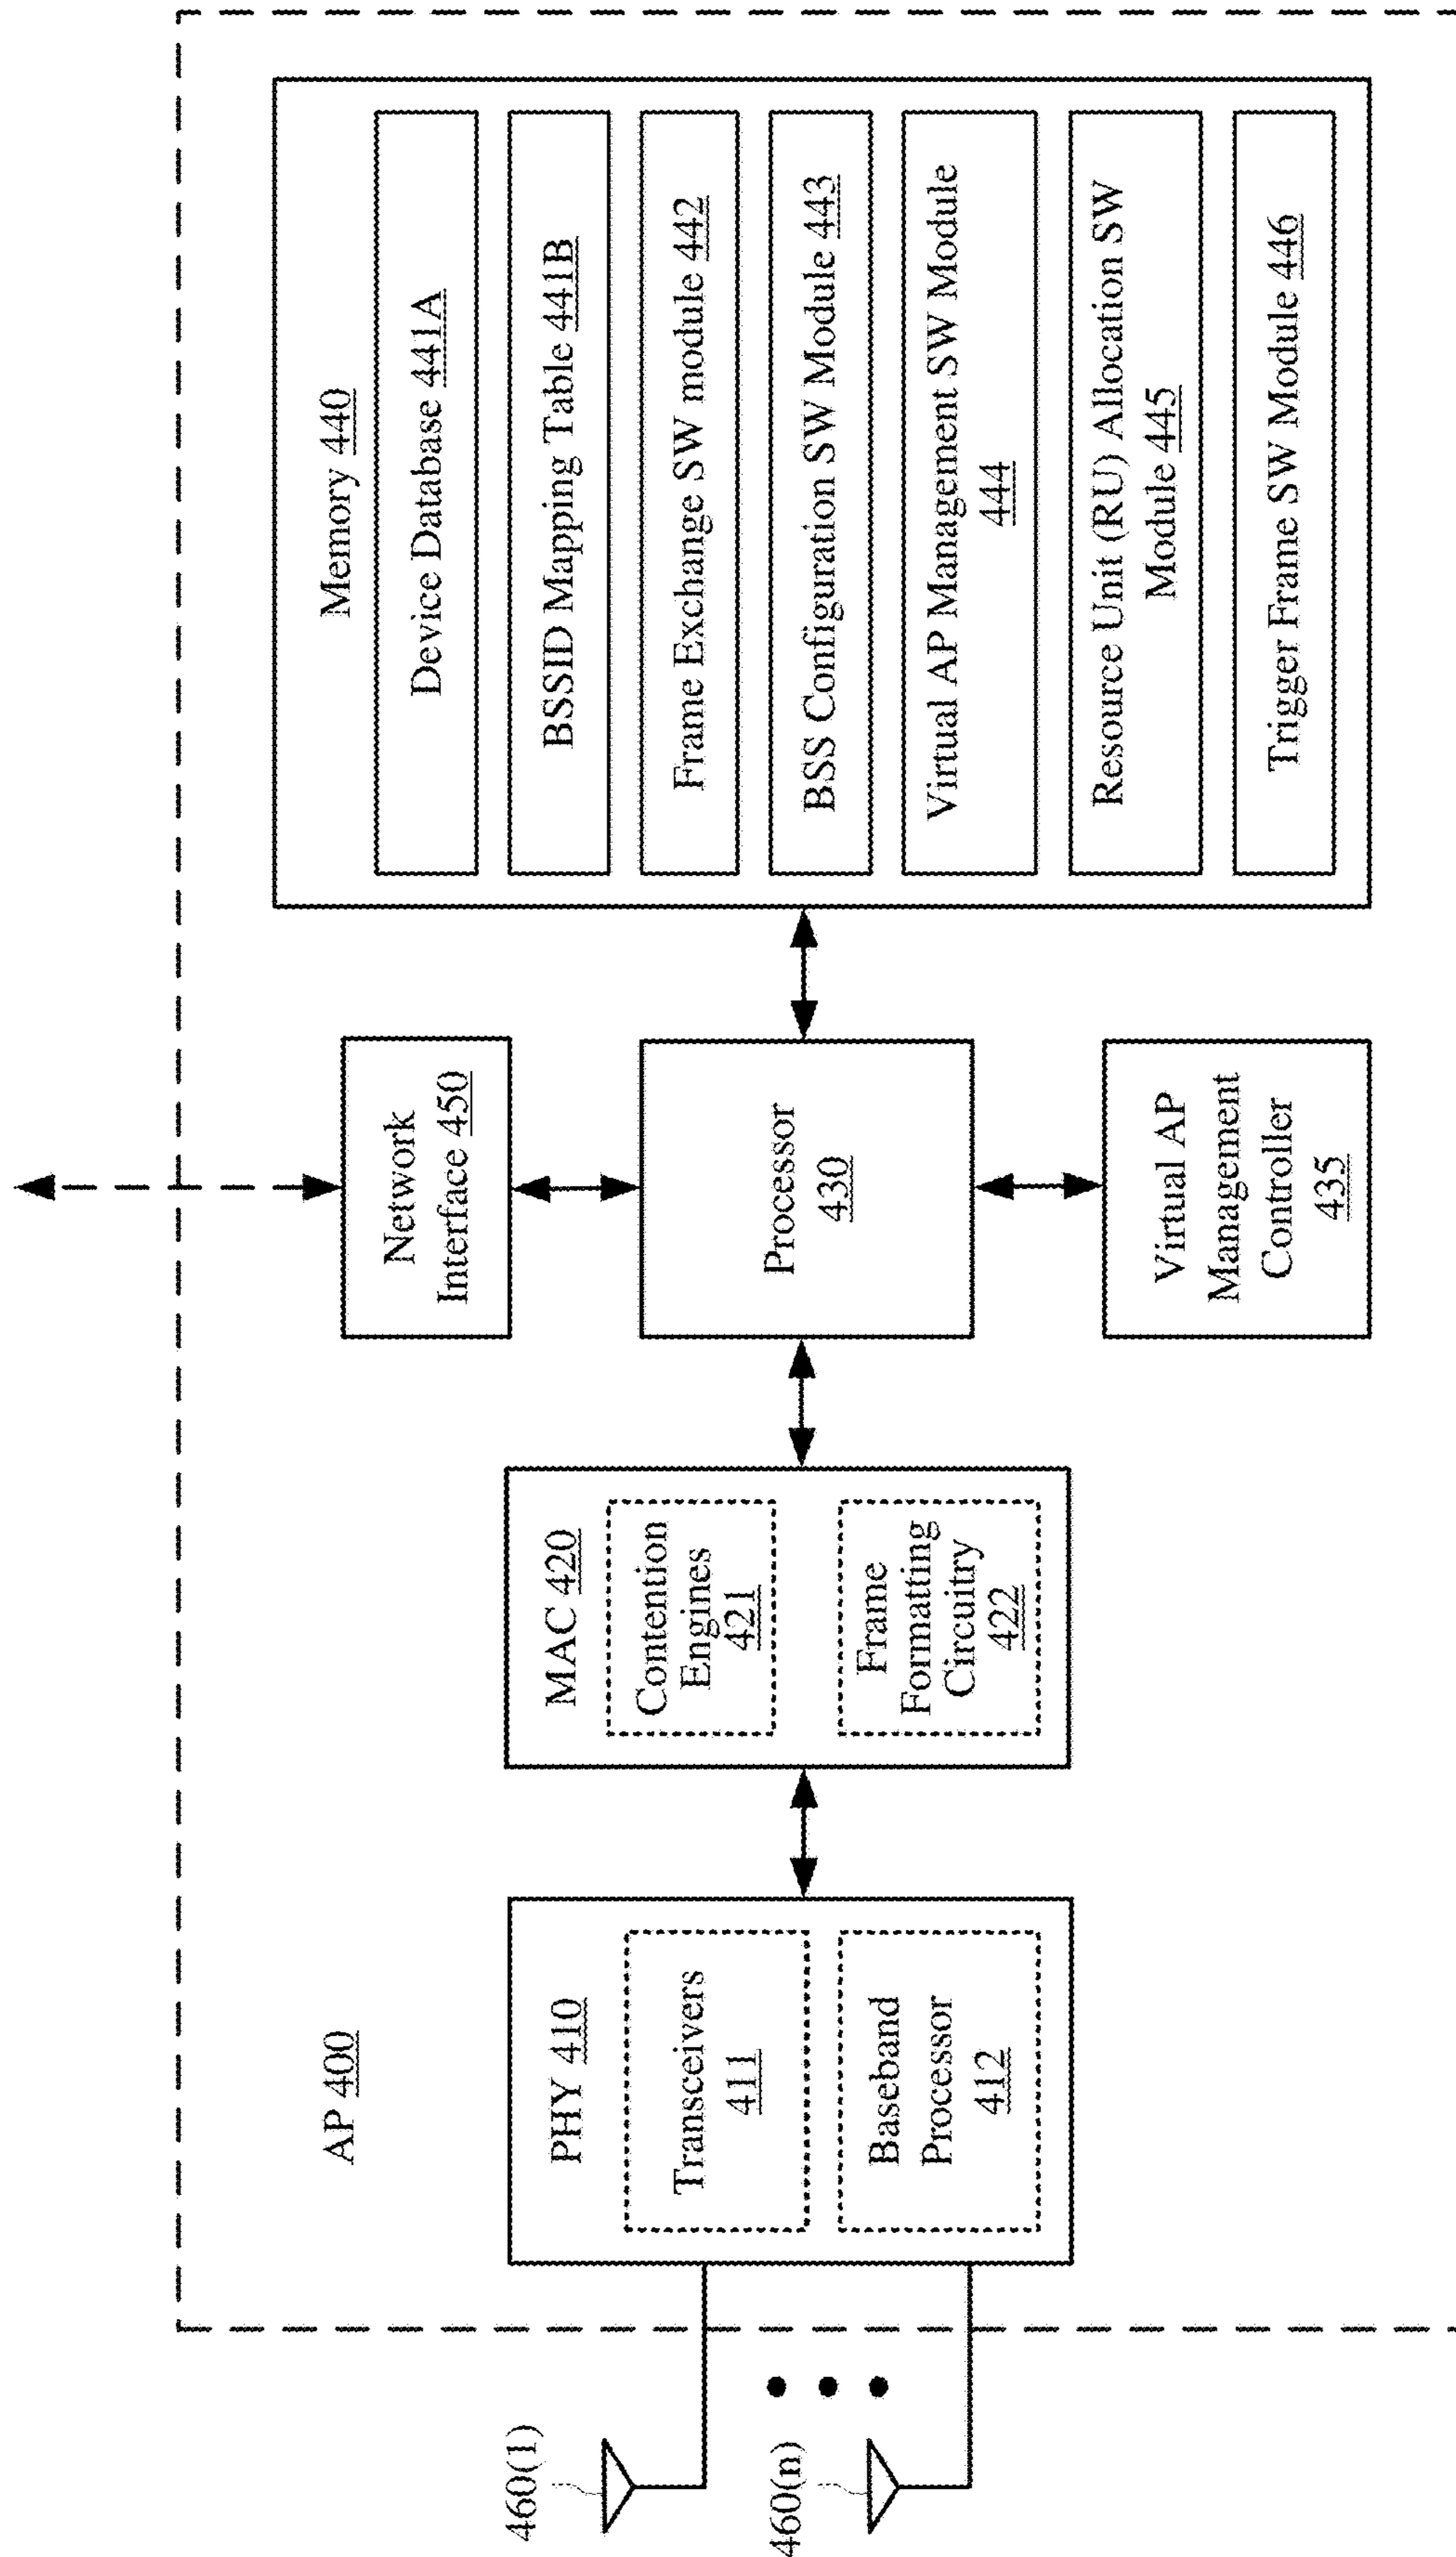 AP 400
460(1)
460(n)
PHY 410
Transceivers
411
Baseband
Processor
412
MAC 420
Contention
Engines
421
Frame
Formatting
Circuitry
422
Network
Interface 450
Processor
430
Virtual AP
Management
Controller
435
Memory 440
Device Database 441A
BSSID Mapping Table 441B
Frame Exchange SW module 442
BSS Configuration SW Module 443
Virtual AP Management SW Module
444
Resource Unit (RU) Allocation SW
Module 445
Trigger Frame SW Module 446